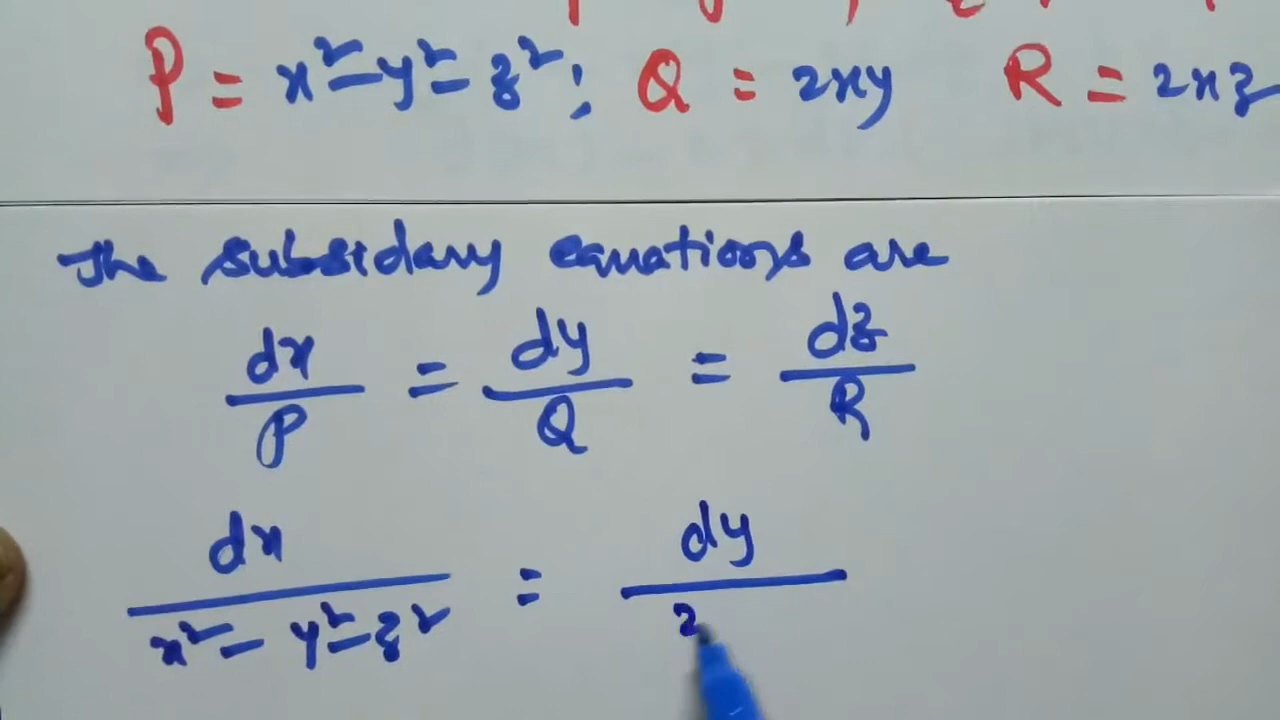 P = x² - y² - z² ; Q = 2xy R = 2xz
The subsidary equations are
dx/P = dy/Q = dz/R
dx/(x² - y² - z²) = dy/2